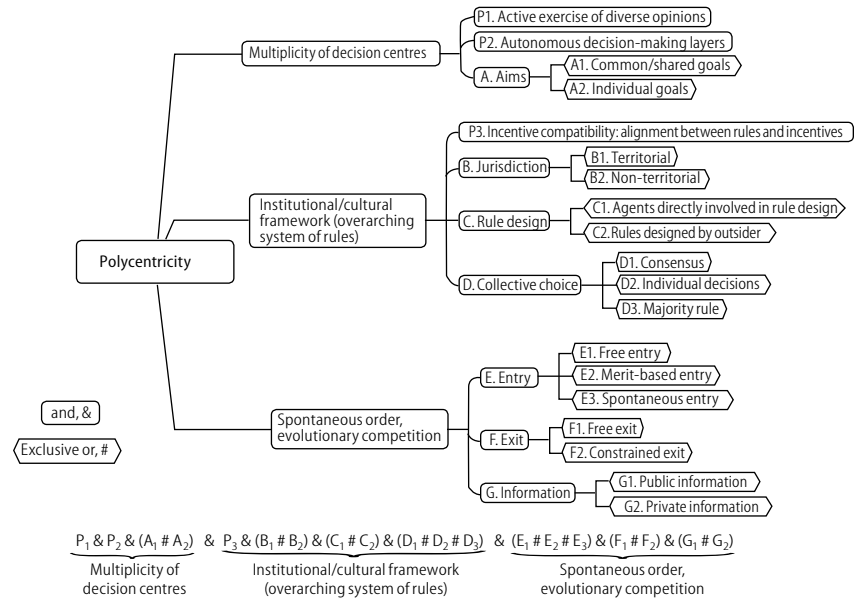 P1. Active exercise of diverse opinions
Multiplicity of decision centres
P2. Autonomous decision-making layers
A. Aims
A1. Common/shared goals
A2. Individual goals
Polycentricity
Institutional/cultural
framework (overarching
system of rules)
P3. Incentive compatibility: alignment between rules and incentives
B. Jurisdiction
B1. Territorial
B2. Non-territorial
C. Rule design
C1. Agents directly involved in rule design
C2.Rules designed by outsider
D. Collective choice
D1. Consensus
D2. Individual decisions
D3. Majority rule
Spontaneous order,
evolutionary competition
E. Entry
E1. Free entry
E2. Merit-based entry
E3. Spontaneous entry
F. Exit
F1. Free exit
F2. Constrained exit
G. Information
G1. Public information
G2. Private information
and, &
Exclusive or, #
P₁ & P₂ & (A₁ # A₂) & P₃ & (B₁ # B₂) & (C₁ # C₂) & (D₁ # D₂ # D₃) & (E₁ # E₂ # E₃) & (F₁ # F₂) & (G₁ # G₂)
Multiplicity of
decision centres
Institutional/cultural framework
(overarching system of rules)
Spontaneous order,
evolutionary competition